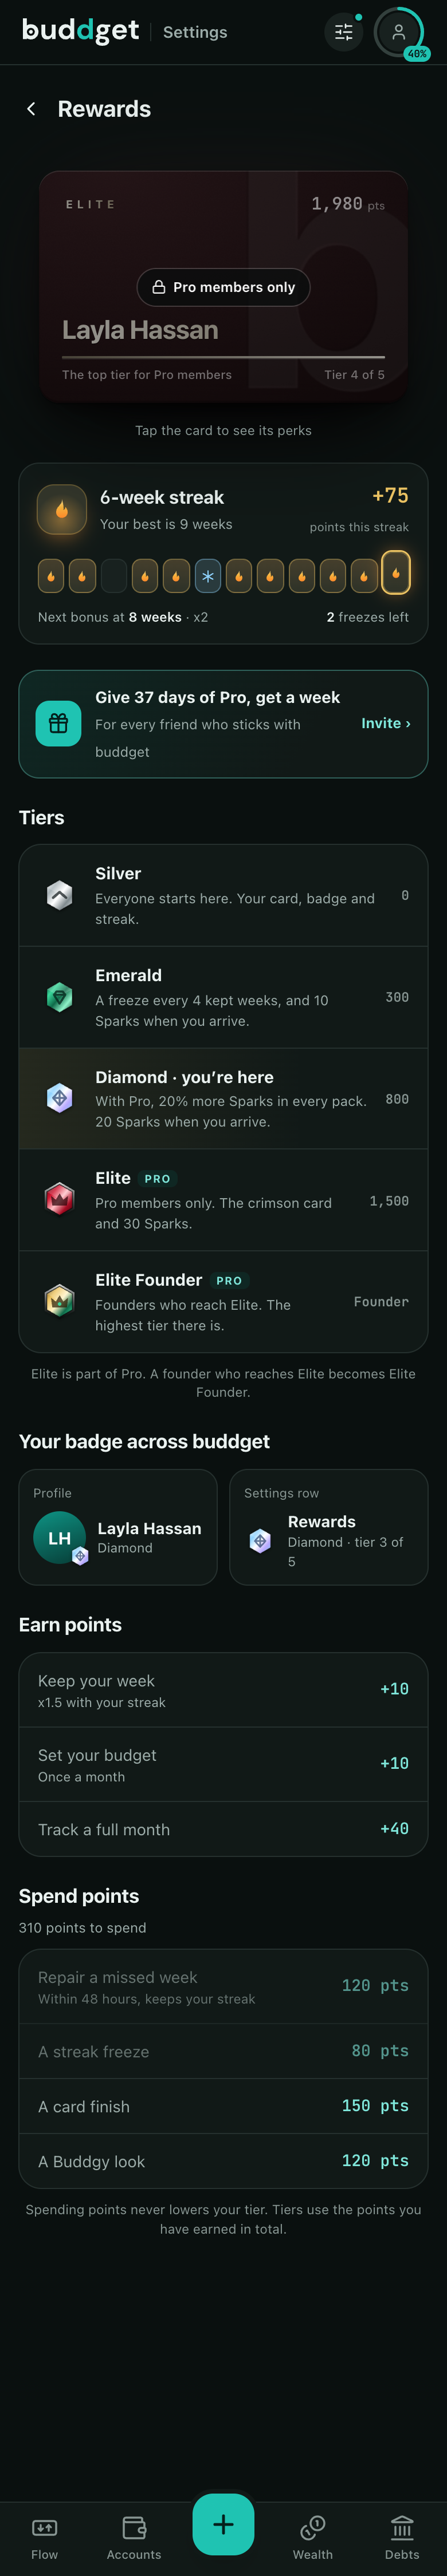 buddget
Settings
40%
Rewards
ELITE
1,980 pts
Pro members only
Layla Hassan
The top tier for Pro members
Tier 4 of 5
Tap the card to see its perks
6-week streak
+75
Your best is 9 weeks
points this streak
Next bonus at 8 weeks · x2
2 freezes left
Give 37 days of Pro, get a week
For every friend who sticks with
buddget
Invite ›
Tiers
Silver
Everyone starts here. Your card, badge and
streak.
0
Emerald
A freeze every 4 kept weeks, and 10
Sparks when you arrive.
300
Diamond · you’re here
With Pro, 20% more Sparks in every pack.
20 Sparks when you arrive.
800
Elite PRO
Pro members only. The crimson card
and 30 Sparks.
1,500
Elite Founder PRO
Founders who reach Elite. The
highest tier there is.
Founder
Elite is part of Pro. A founder who reaches Elite becomes Elite
Founder.
Your badge across buddget
Profile
LH
Layla Hassan
Diamond
Settings row
Rewards
Diamond · tier 3 of
5
Earn points
Keep your week
x1.5 with your streak
+10
Set your budget
Once a month
+10
Track a full month
+40
Spend points
310 points to spend
Repair a missed week
Within 48 hours, keeps your streak
120 pts
A streak freeze
80 pts
A card finish
150 pts
A Buddgy look
120 pts
Spending points never lowers your tier. Tiers use the points you
have earned in total.
Flow
Accounts
Wealth
Debts